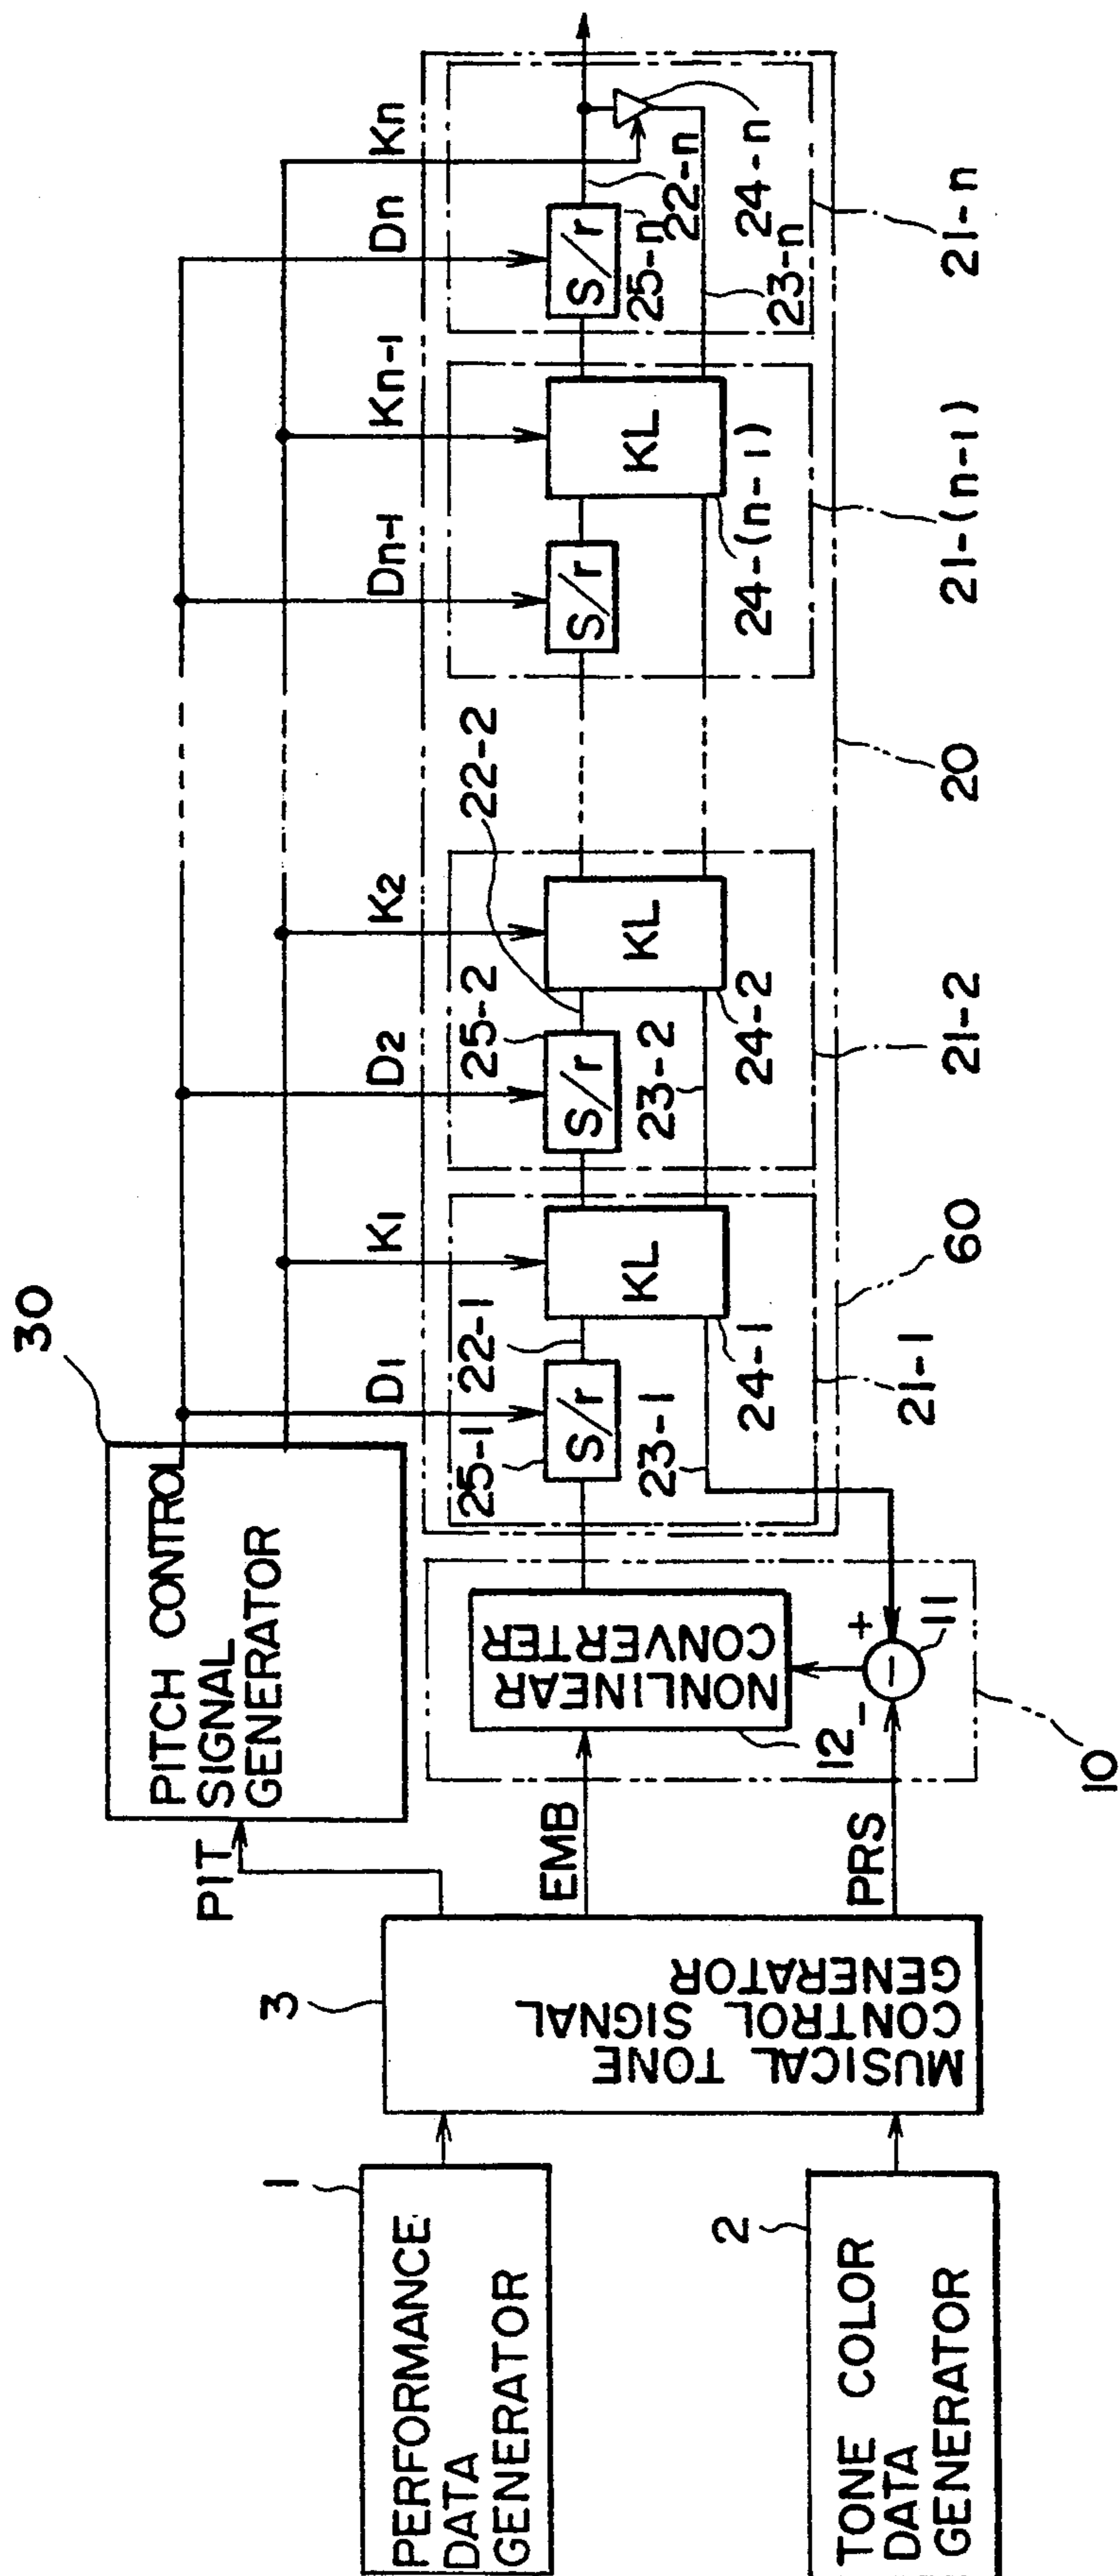 30
PITCH CONTROL
SIGNAL
GENERATOR
PIT
D1
K1
D2
K2
Dn-1
Kn-1
Dn
Kn
1
PERFORMANCE
DATA
GENERATOR
2
TONE COLOR
DATA
GENERATOR
3
MUSICAL TONE
CONTROL SIGNAL
GENERATOR
EMB
PRS
NONLINEAR
CONVERTER
12
-
+
11
10
25-1
S/r
22-1
KL
23-1
24-1
21-1
60
25-2
S/r
22-2
KL
23-2
24-2
21-2
20
S/r
KL
24-(n-1)
21-(n-1)
S/r
25-n
22-n
24-n
23-n
21-n